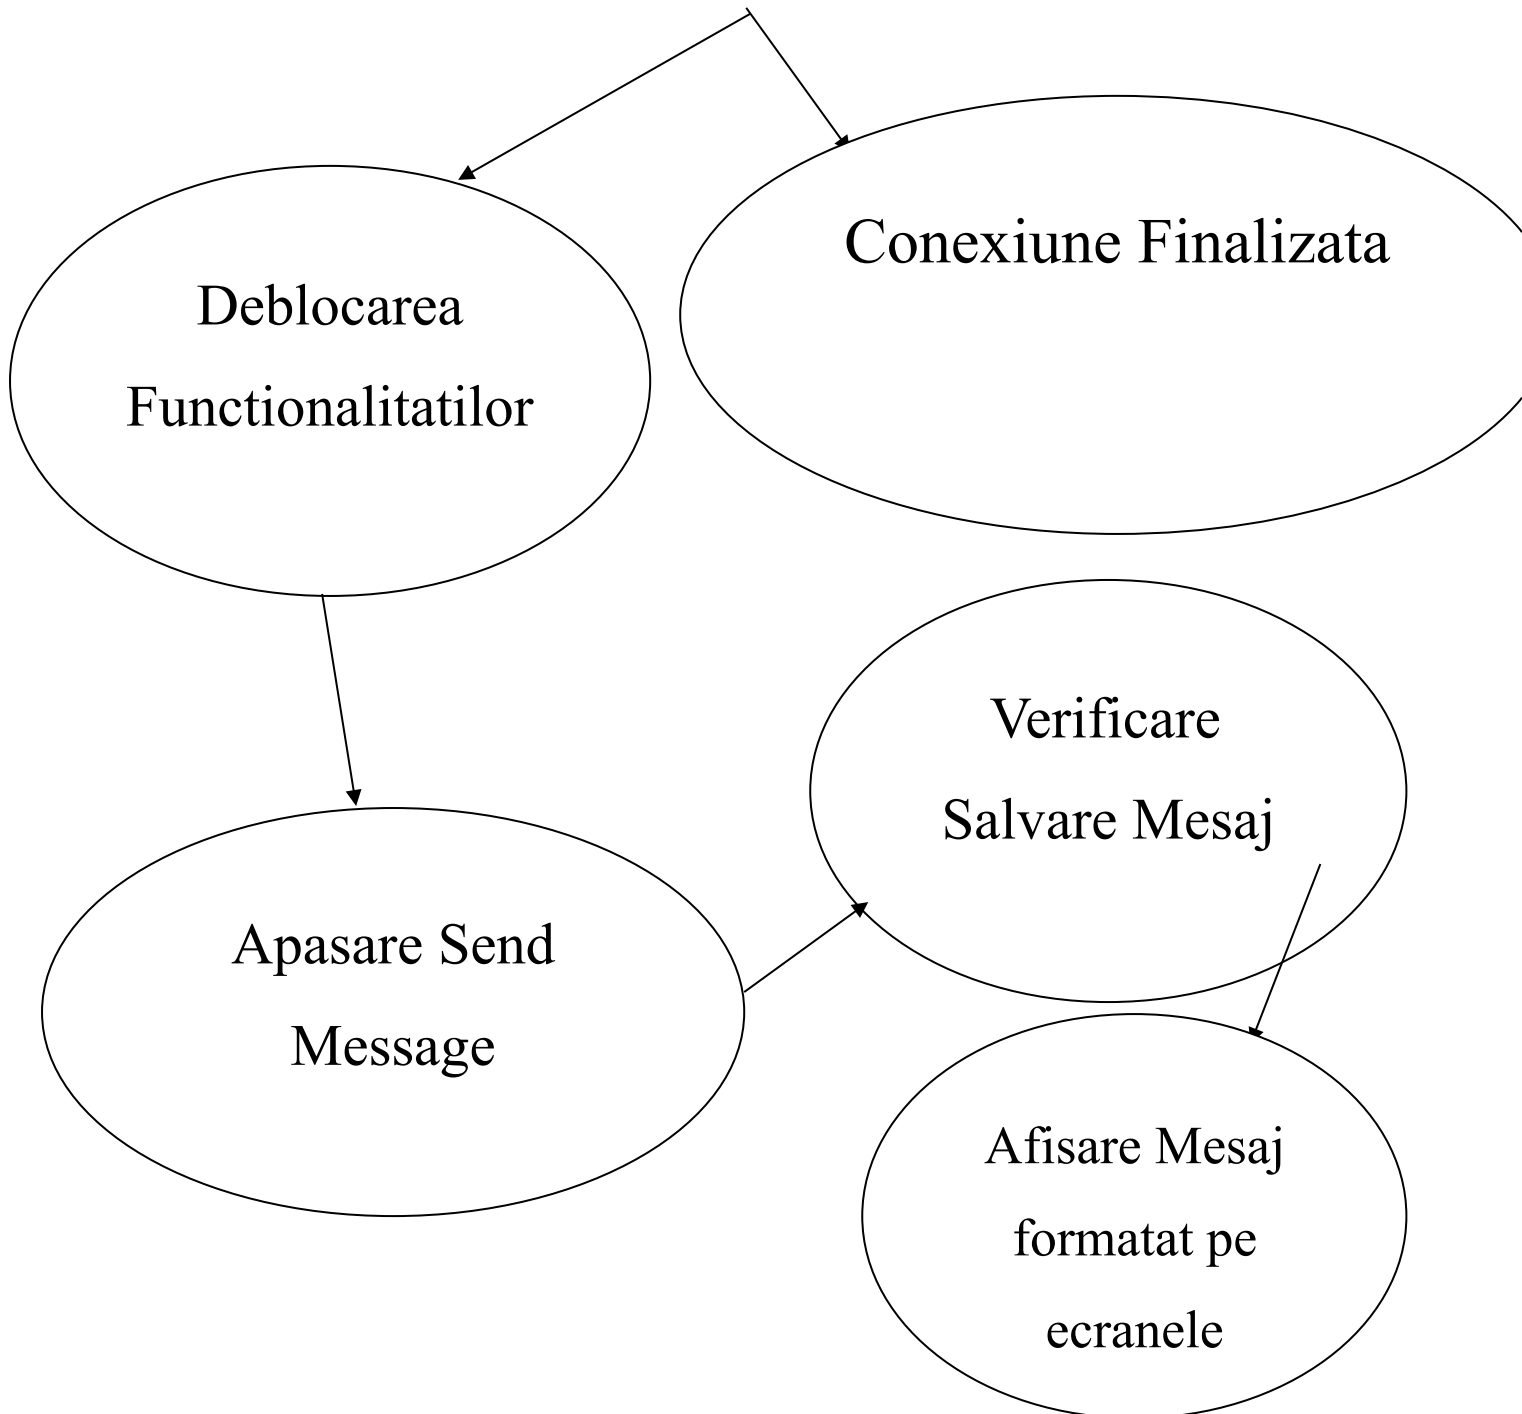 Conexiune Finalizata
Deblocarea
Functionalitatilor
Verificare
Salvare Mesaj
Apasare Send
Message
Afisare Mesaj
formatat pe
ecranele